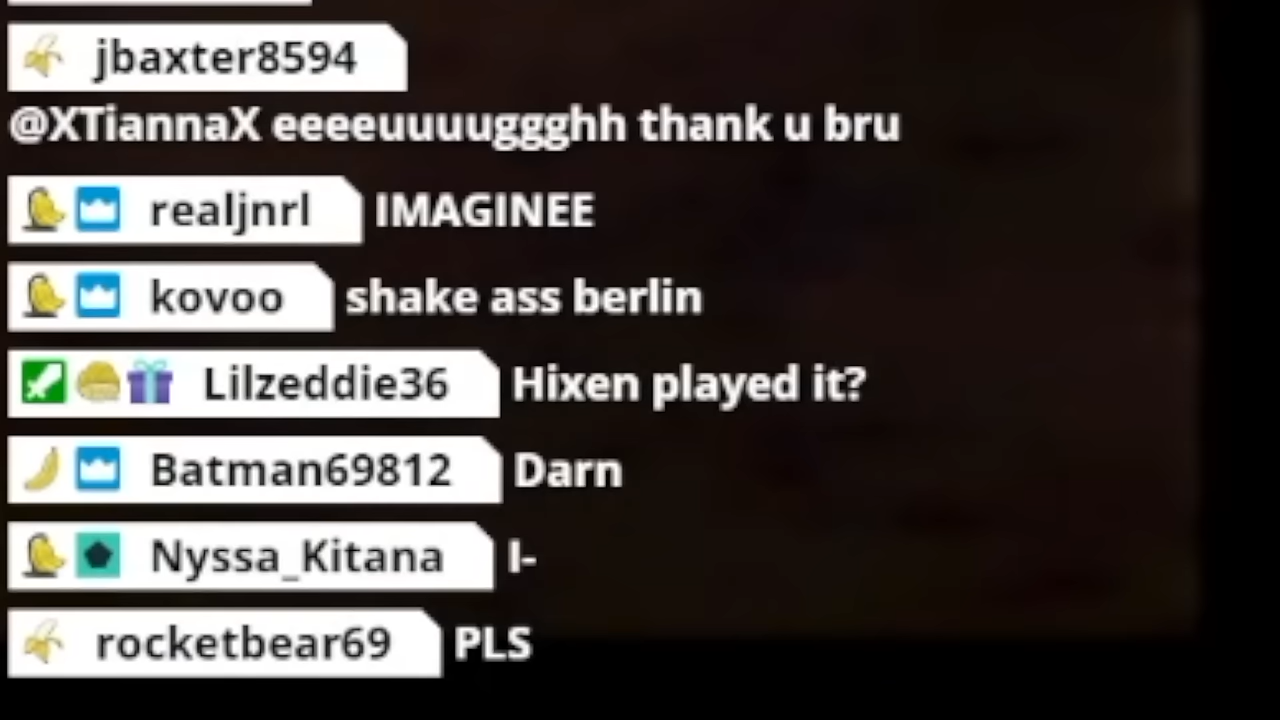 jbaxter8594
@XTiannaX eeeeuuuuggghh thank u bru
realjnrl IMAGINEE
kovoo shake ass berlin
Lilzeddie36 Hixen played it?
Batman69812 Darn
Nyssa_Kitana I-
rocketbear69 PLS